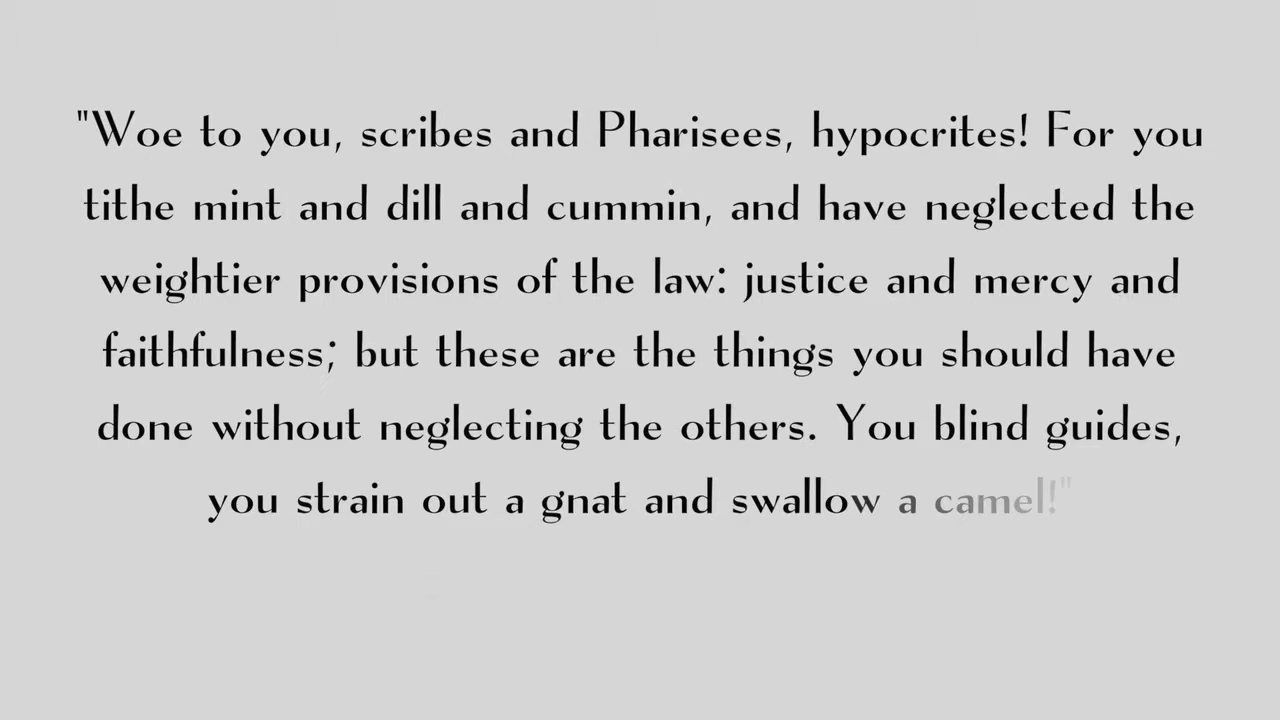 "Woe to you, scribes and Pharisees, hypocrites! For you
tithe mint and dill and cummin, and have neglected the
weightier provisions of the law: justice and mercy and
faithfulness; but these are the things you should have
done without neglecting the others. You blind guides,
you strain out a gnat and swallow a camel!"